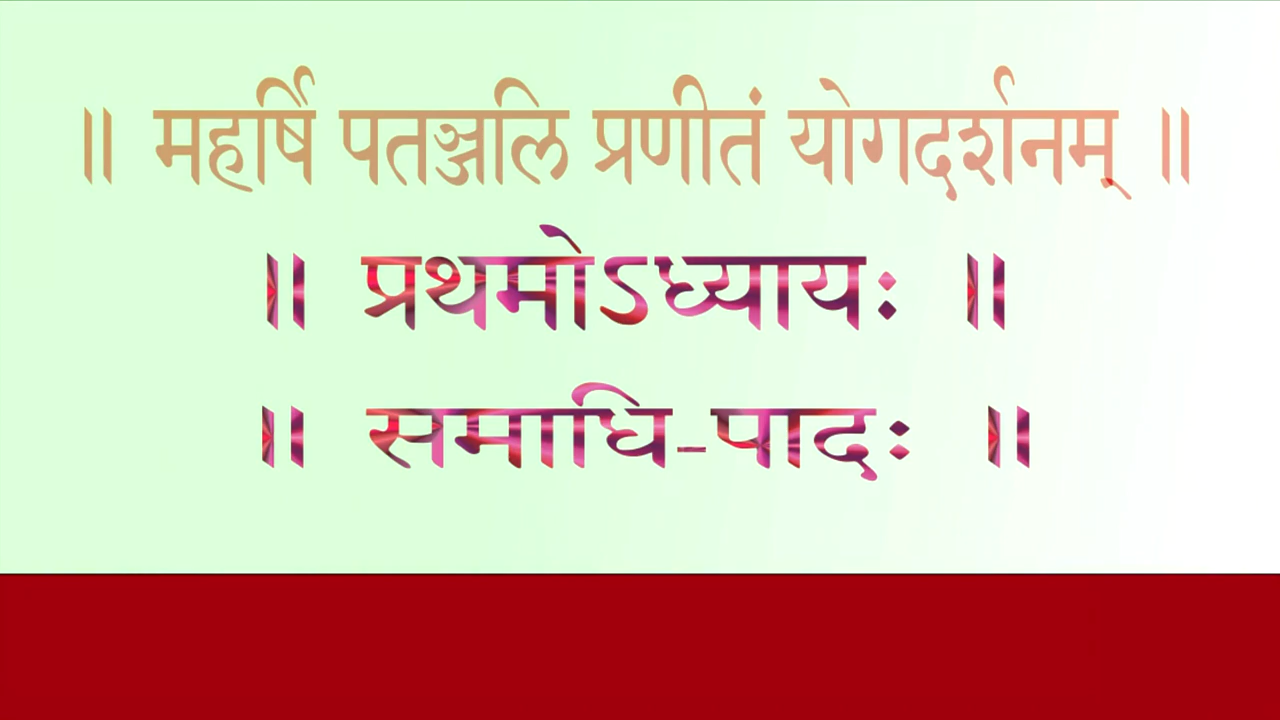 ॥ महर्षि पतञ्जलि प्रणीतं योगदर्शनम् ॥
॥ प्रथमोऽध्यायः ॥
॥ समाधि-पादः ॥